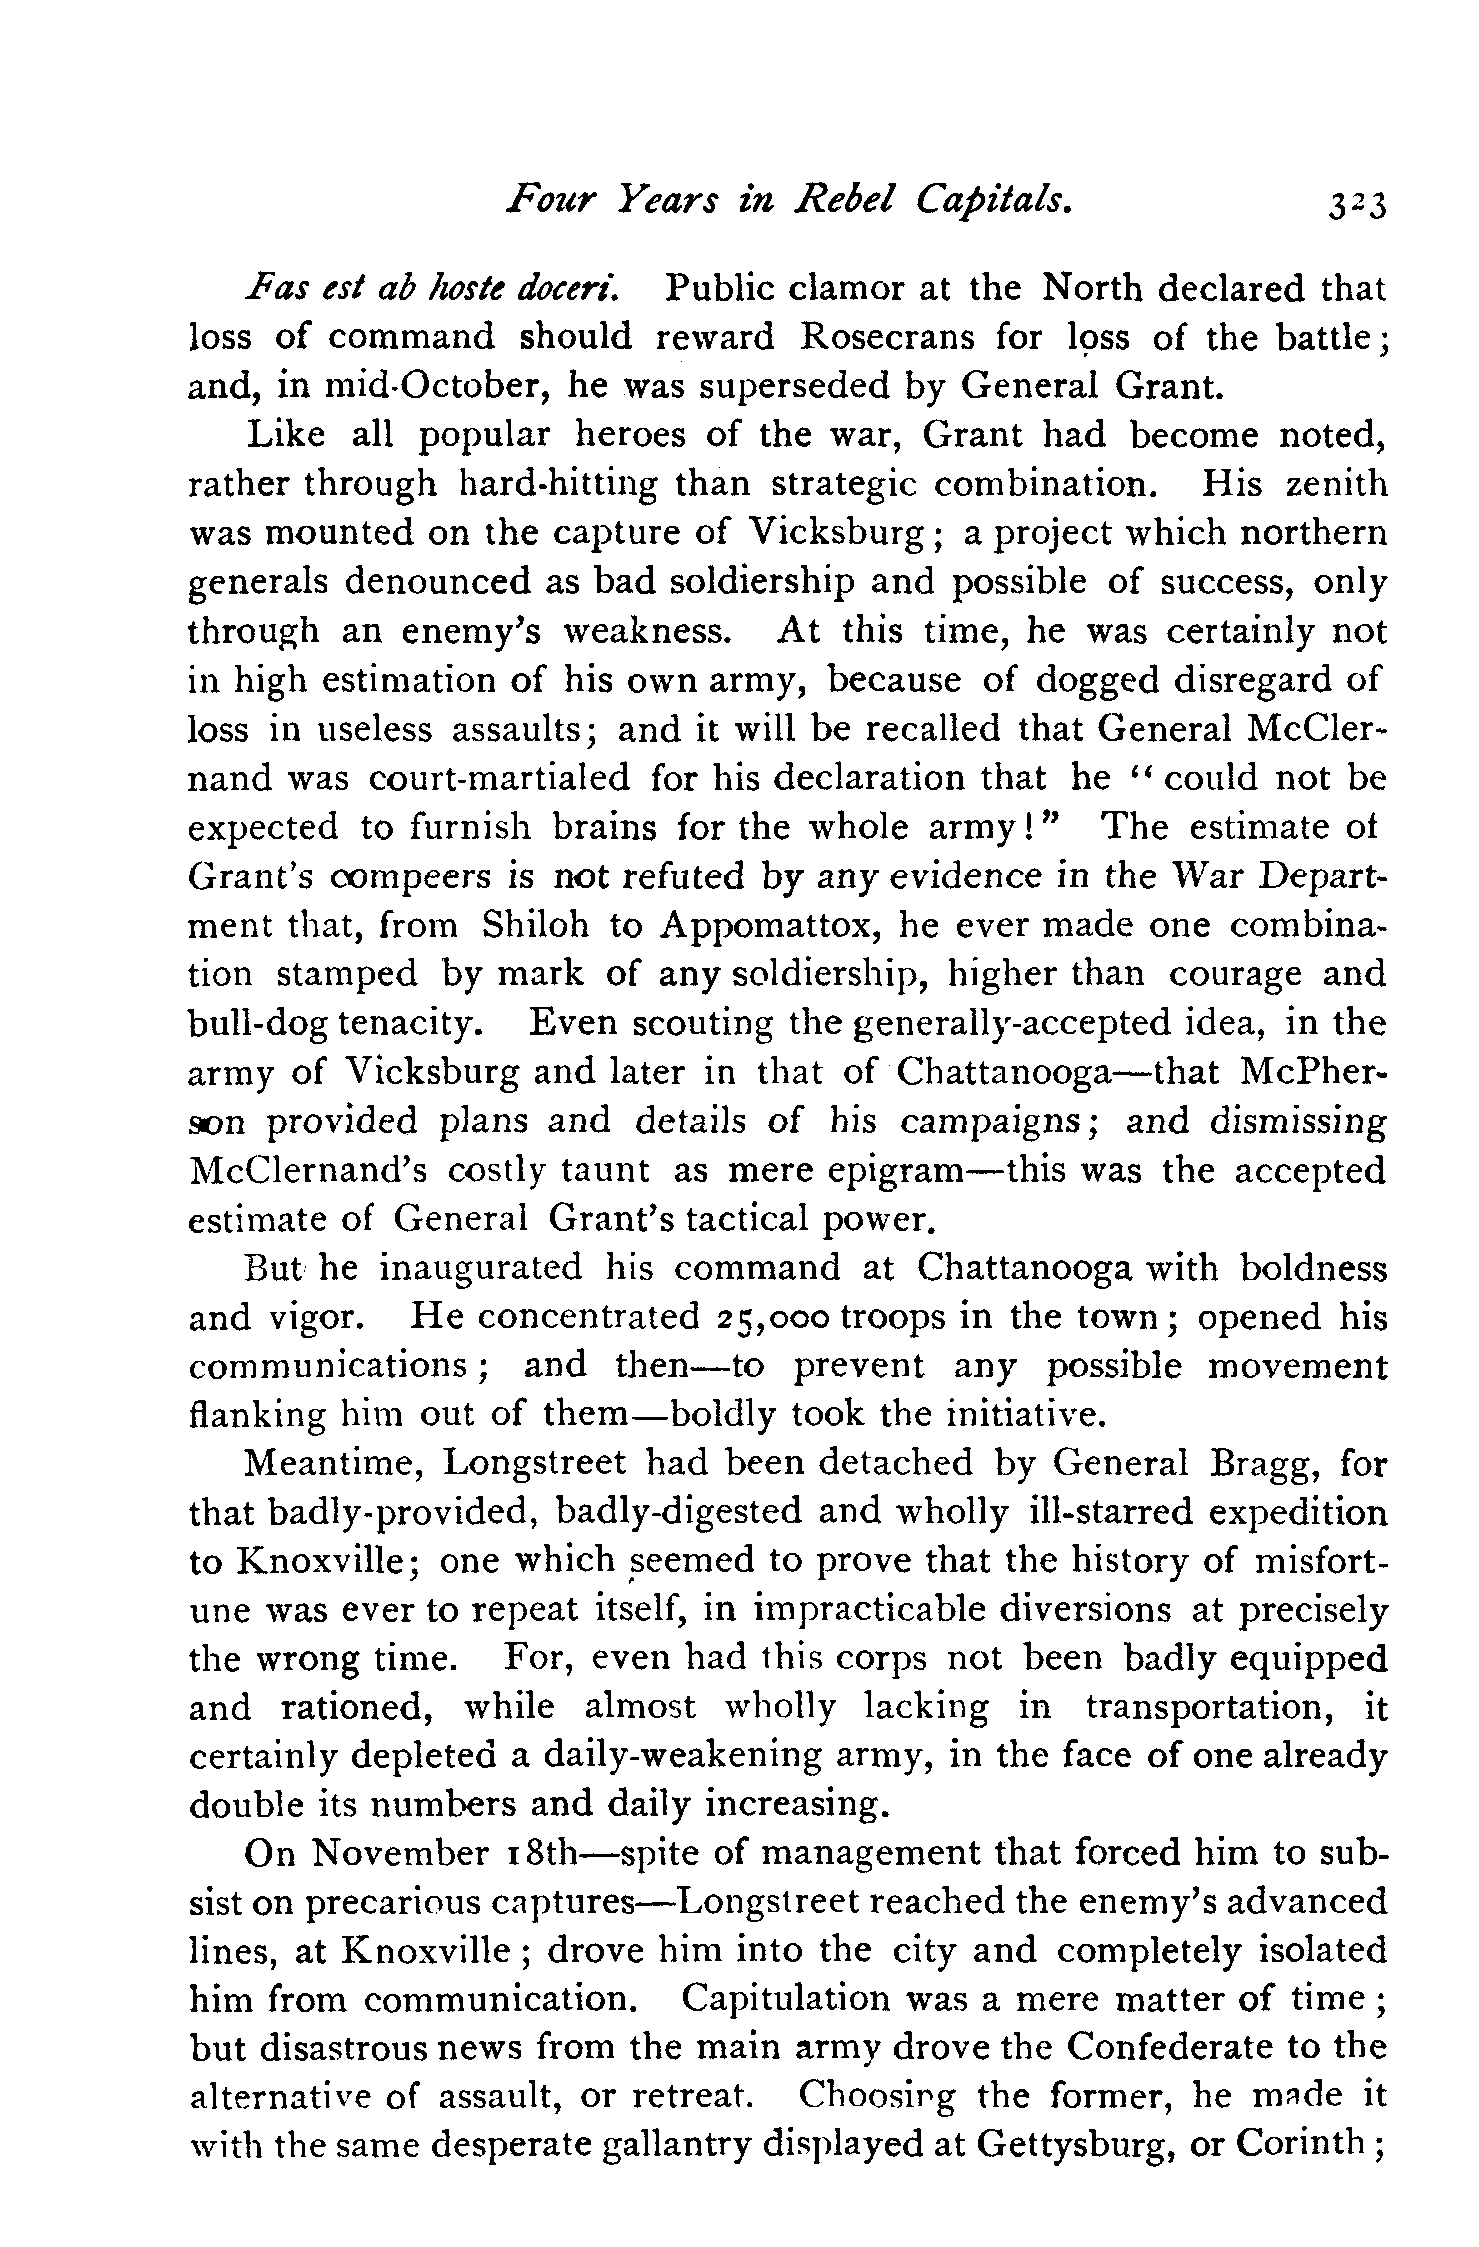 Four Years in Rebel Capitals. 323
Fas est ab hoste doceri. Public clamor at the North declared that
loss of command should reward Rosecrans for loss of the battle;
and, in mid-October, he was superseded by General Grant.
Like all popular heroes of the war, Grant had become noted,
rather through hard-hitting than strategic combination. His zenith
was mounted on the capture of Vicksburg; a project which northern
generals denounced as bad soldiership and possible of success, only
through an enemy's weakness. At this time, he was certainly not
in high estimation of his own army, because of dogged disregard of
loss in useless assaults; and it will be recalled that General McCler-
nand was court-martialed for his declaration that he "could not be
expected to furnish brains for the whole army!" The estimate of
Grant's compeers is not refuted by any evidence in the War Depart-
ment that, from Shiloh to Appomattox, he ever made one combina-
tion stamped by mark of any soldiership, higher than courage and
bull-dog tenacity. Even scouting the generally-accepted idea, in the
army of Vicksburg and later in that of Chattanooga—that McPher-
son provided plans and details of his campaigns; and dismissing
McClernand's costly taunt as mere epigram—this was the accepted
estimate of General Grant's tactical power.
But he inaugurated his command at Chattanooga with boldness
and vigor. He concentrated 25,000 troops in the town; opened his
communications; and then—to prevent any possible movement
flanking him out of them—boldly took the initiative.
Meantime, Longstreet had been detached by General Bragg, for
that badly-provided, badly-digested and wholly ill-starred expedition
to Knoxville; one which seemed to prove that the history of misfort-
une was ever to repeat itself, in impracticable diversions at precisely
the wrong time. For, even had this corps not been badly equipped
and rationed, while almost wholly lacking in transportation, it
certainly depleted a daily-weakening army, in the face of one already
double its numbers and daily increasing.
On November 18th—spite of management that forced him to sub-
sist on precarious captures—Longstreet reached the enemy's advanced
lines, at Knoxville; drove him into the city and completely isolated
him from communication. Capitulation was a mere matter of time;
but disastrous news from the main army drove the Confederate to the
alternative of assault, or retreat. Choosing the former, he made it
with the same desperate gallantry displayed at Gettysburg, or Corinth;